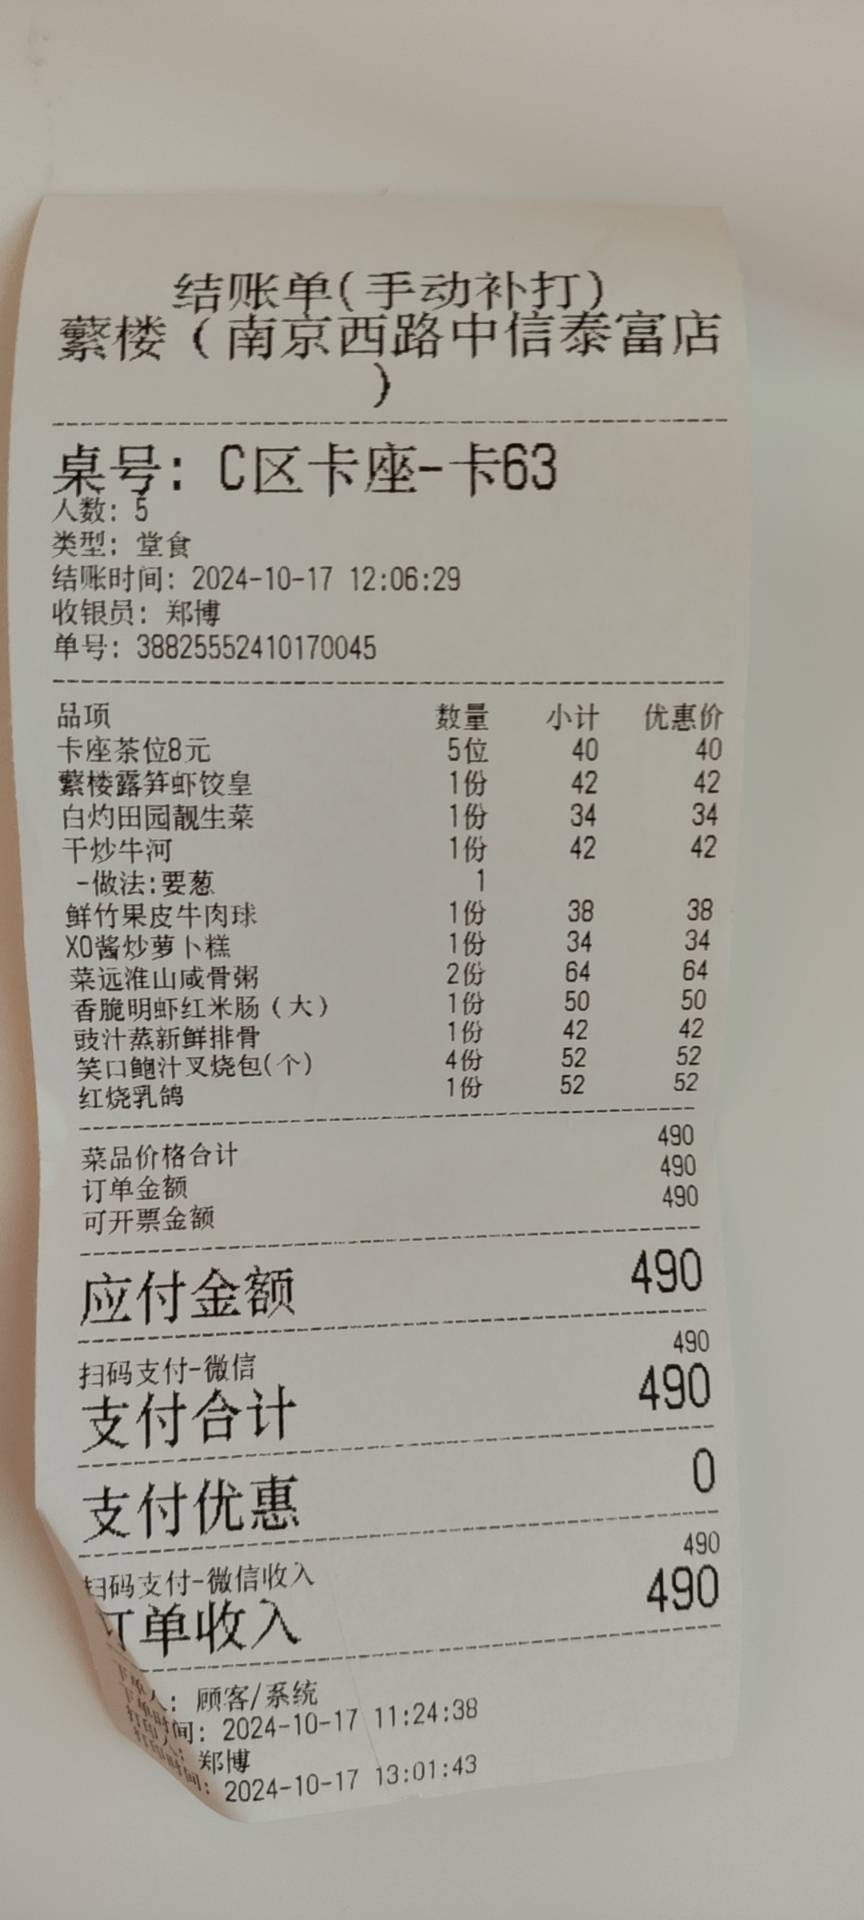 结账单(手动补打)
蘩楼（南京西路中信泰富店
）
桌号: C区卡座-卡63
人数: 5
类型: 堂食
结账时间: 2024-10-17 12:06:29
收银员: 郑博
单号: 38825552410170045
品项 数量 小计 优惠价
卡座茶位8元 5位 40 40
蘩楼露笋虾饺皇 1份 42 42
白灼田园靓生菜 1份 34 34
干炒牛河 1份 42 42
-做法:要葱 1
鲜竹果皮牛肉球 1份 38 38
XO酱炒萝卜糕 1份 34 34
菜远淮山咸骨粥 2份 64 64
香脆明虾红米肠（大） 1份 50 50
豉汁蒸新鲜排骨 1份 42 42
笑口鲍汁叉烧包(个) 4份 52 52
红烧乳鸽 1份 52 52
菜品价格合计 490
订单金额 490
可开票金额 490
应付金额 490
扫码支付-微信 490
支付合计 490
支付优惠 0
扫码支付-微信收入 490
订单收入 490
下单人: 顾客/系统
下单时间: 2024-10-17 11:24:38
打印人: 郑博
打印时间: 2024-10-17 13:01:43